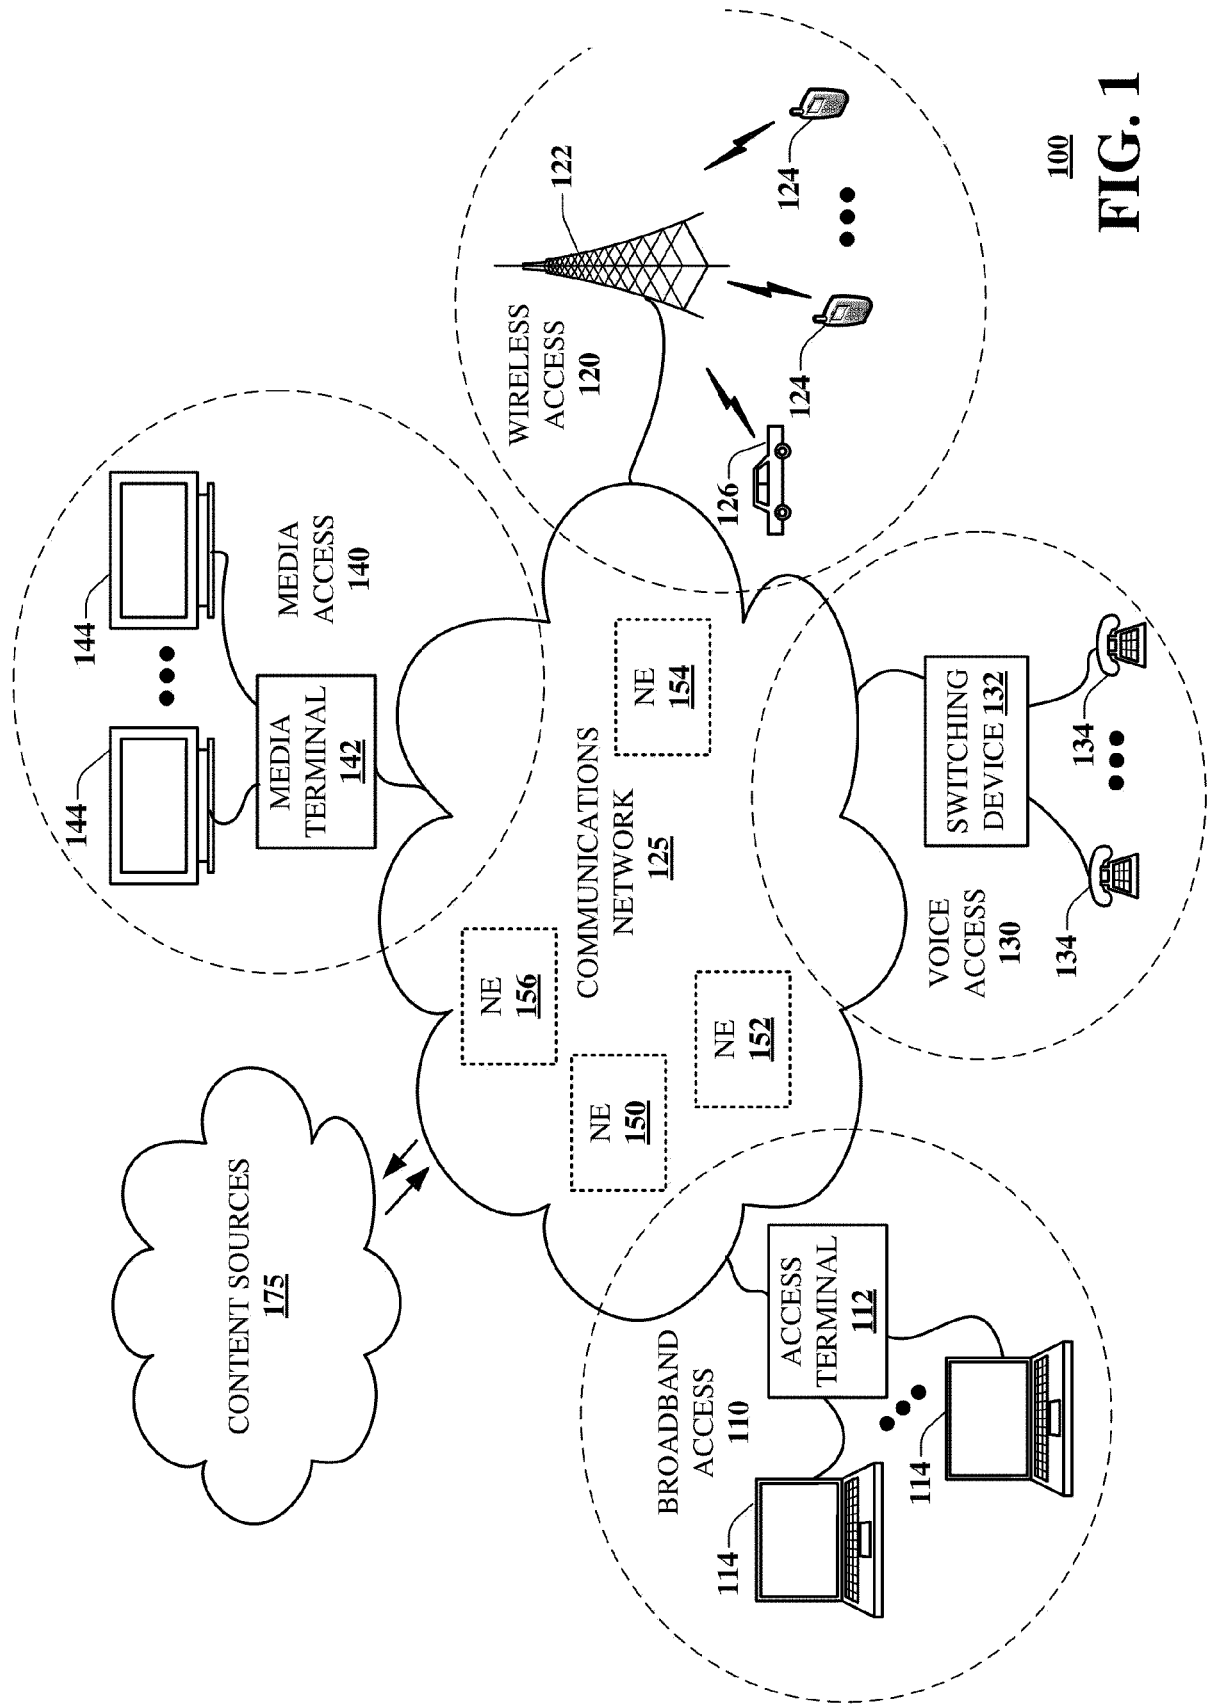 CONTENT SOURCES
175
144
144
MEDIA
TERMINAL
142
MEDIA
ACCESS
140
NE
156
NE
150
NE
152
COMMUNICATIONS
NETWORK
125
NE
154
WIRELESS
ACCESS
120
122
124
124
126
BROADBAND
ACCESS
110
ACCESS
TERMINAL
112
114
114
VOICE
ACCESS
130
SWITCHING
DEVICE 132
134
134
100
FIG. 1